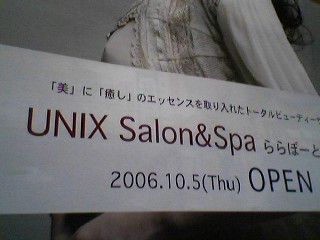 「美」に「癒し」のエッセンスを取り入れたトータルビューティー
UNIX Salon&Spa ららぽーと
2006.10.5(Thu) OPEN